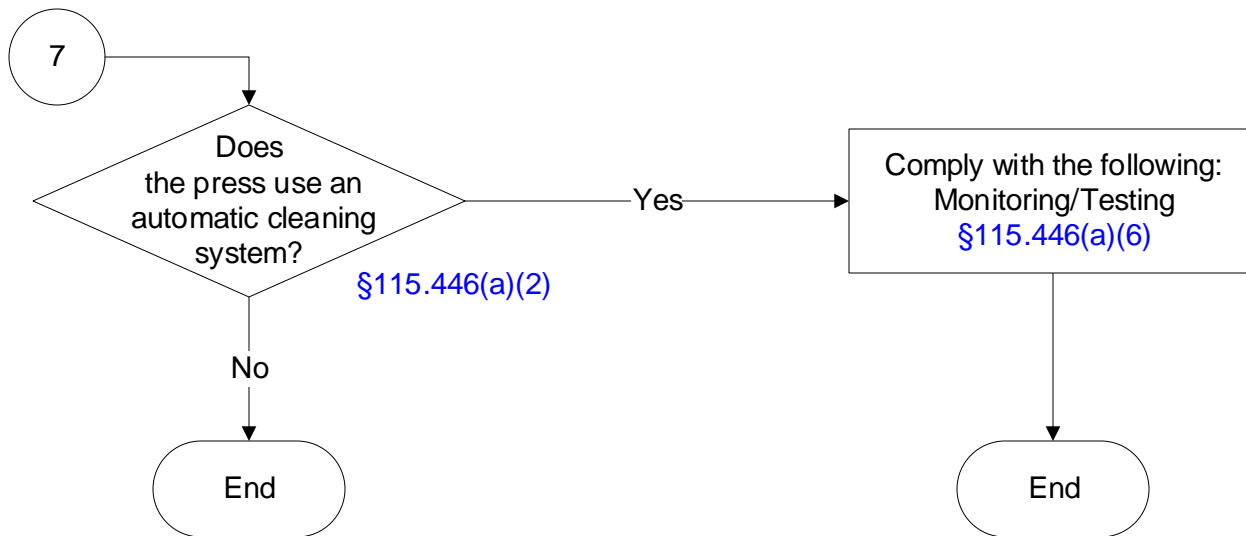 7
Does
the press use an
automatic cleaning
system?
§115.446(a)(2)
Yes
Comply with the following:
Monitoring/Testing
§115.446(a)(6)
No
End
End